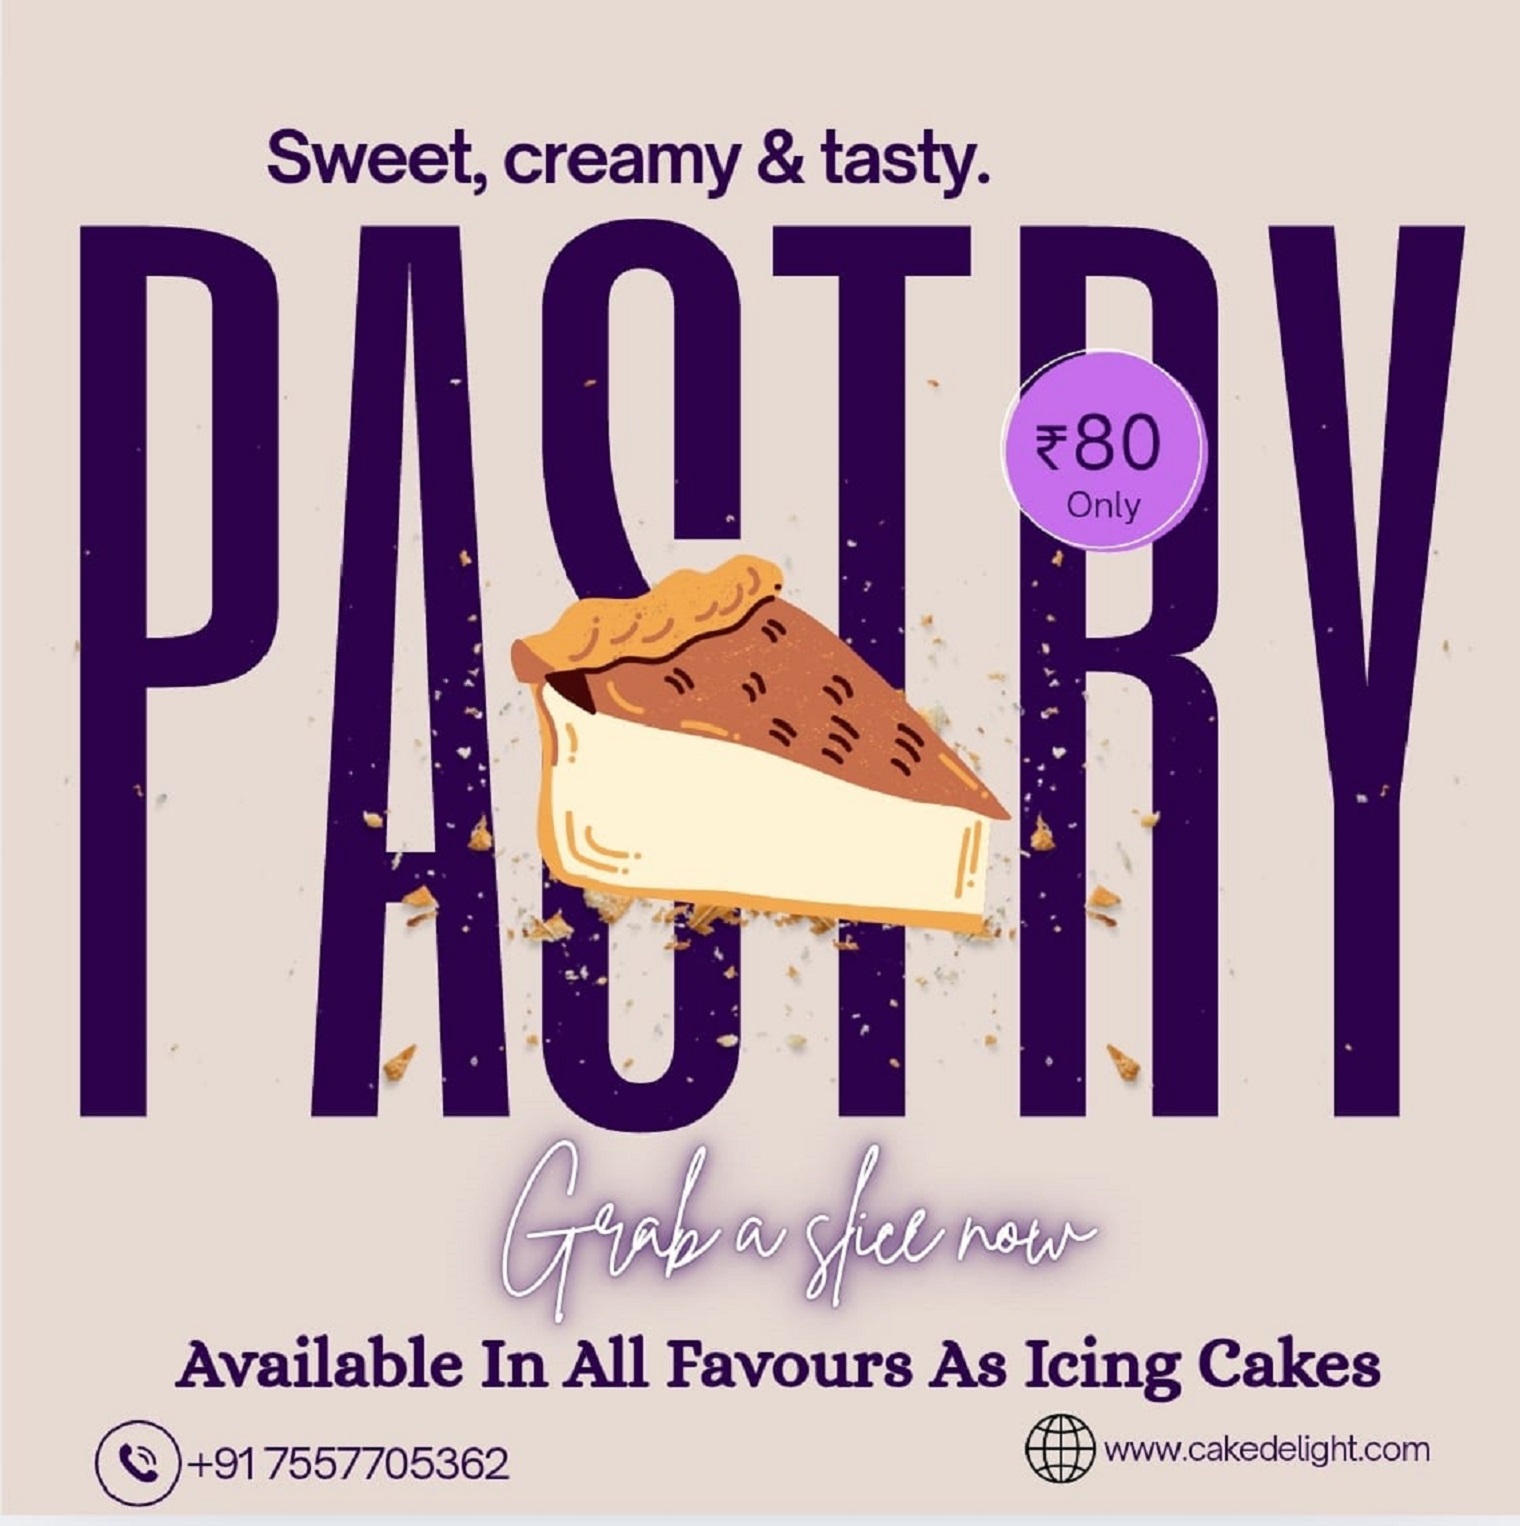 Sweet, creamy & tasty.
PASTRY
₹80
Only
Grab a slice now
Available In All Favours As Icing Cakes
+91 7557705362
www.cakedelight.com